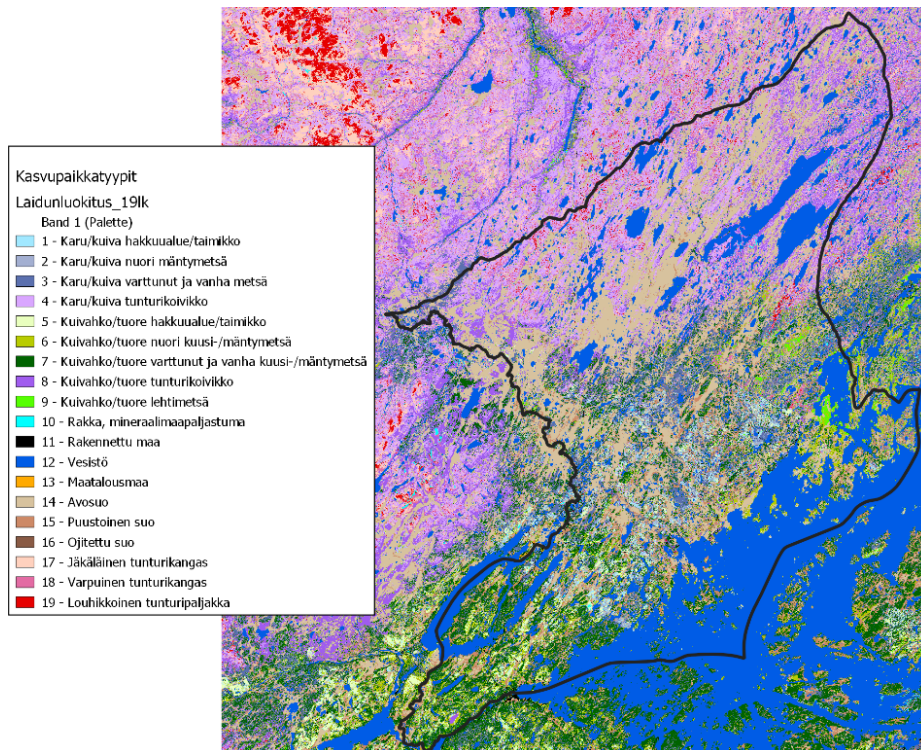 Kasvupaikkatyypit
Laidunluokitus_19lk
Band 1 (Palette)
1 - Karu/kuiva hakkuualue/taimikko
2 - Karu/kuiva nuori mäntymetsä
3 - Karu/kuiva varttunut ja vanha metsä
4 - Karu/kuiva tunturikoivikko
5 - Kuivahko/tuore hakkuualue/taimikko
6 - Kuivahko/tuore nuori kuusi-/mäntymetsä
7 - Kuivahko/tuore varttunut ja vanha kuusi-/mäntymetsä
8 - Kuivahko/tuore tunturikoivikko
9 - Kuivahko/tuore lehtimetsä
10 - Rakka, mineraalimaapaljastuma
11 - Rakennettu maa
12 - Vesistö
13 - Maatalousmaa
14 - Avosuo
15 - Puustoinen suo
16 - Ojitettu suo
17 - Jäkäläinen tunturikangas
18 - Varpuinen tunturikangas
19 - Louhikkoinen tunturipaljakka